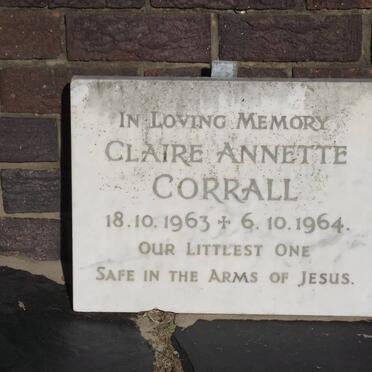 In Loving Memory
Claire Annette
Corrall
18.10.1963 + 6.10.1964.
Our Littlest One
Safe in the Arms of Jesus.